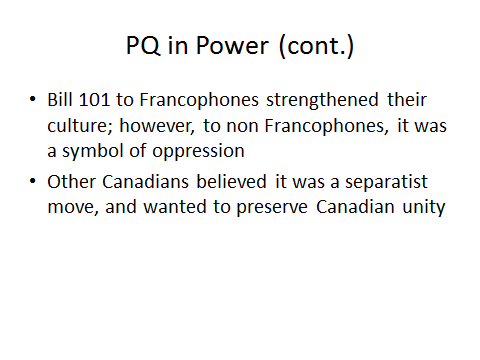 PQ in Power (cont.)
• Bill 101 to Francophones strengthened their
culture; however, to non Francophones, it was
a symbol of oppression
• Other Canadians believed it was a separatist
move, and wanted to preserve Canadian unity